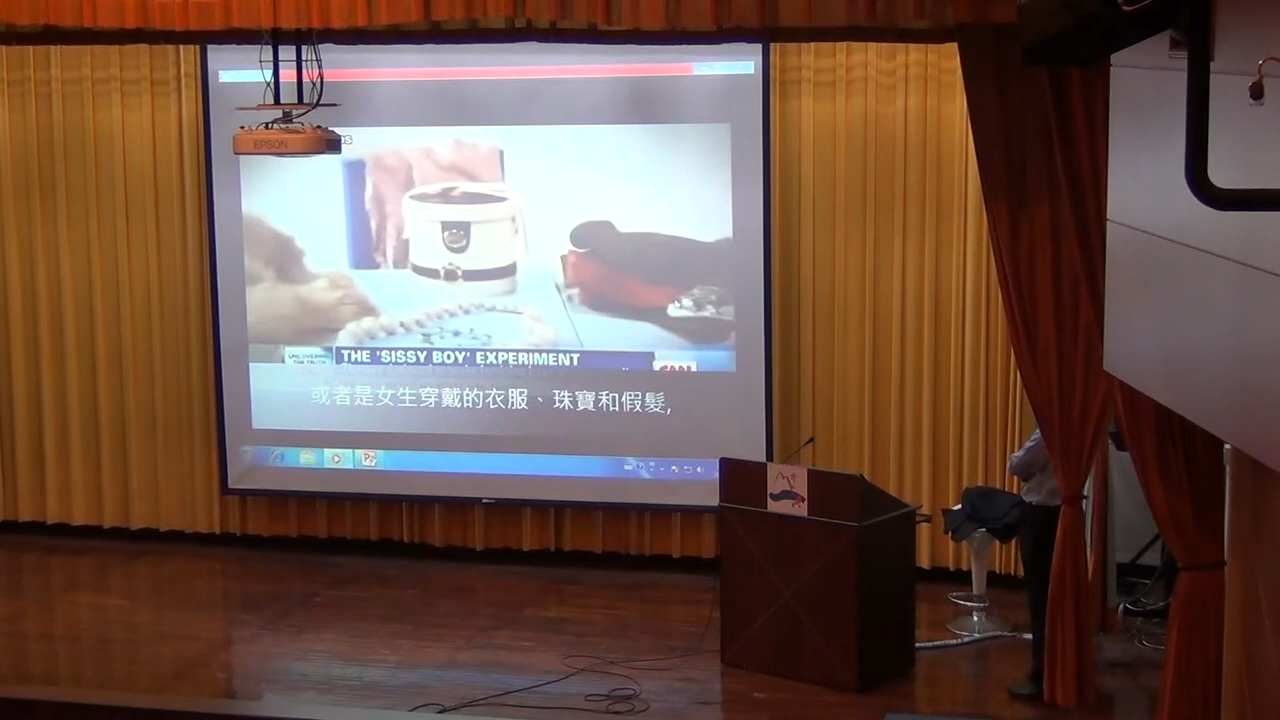 EPSON
UNCOVERING
THE TRUTH
THE 'SISSY BOY' EXPERIMENT
CNN
或者是女生穿戴的衣服、珠寶和假髮,